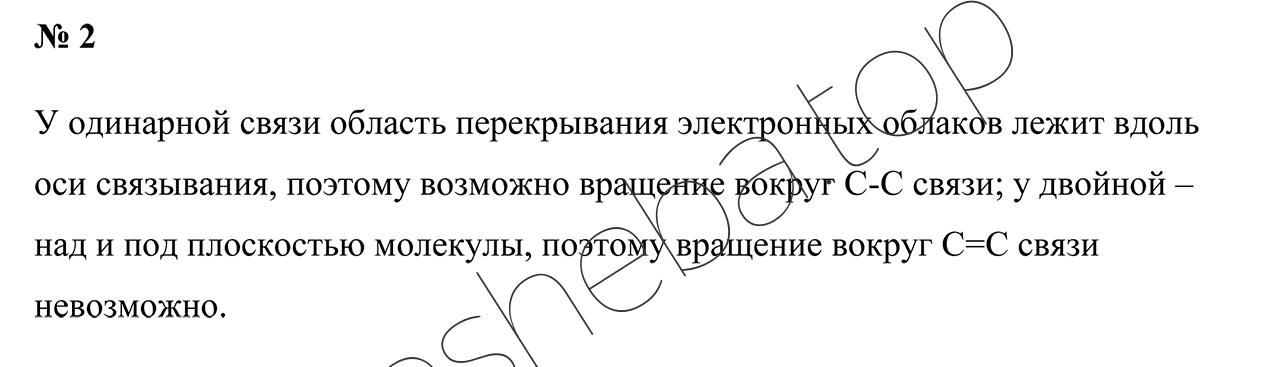 № 2
У одинарной связи область перекрывания электронных облаков лежит вдоль
оси связывания, поэтому возможно вращение вокруг С-С связи; у двойной –
над и под плоскостью молекулы, поэтому вращение вокруг С=С связи
невозможно.